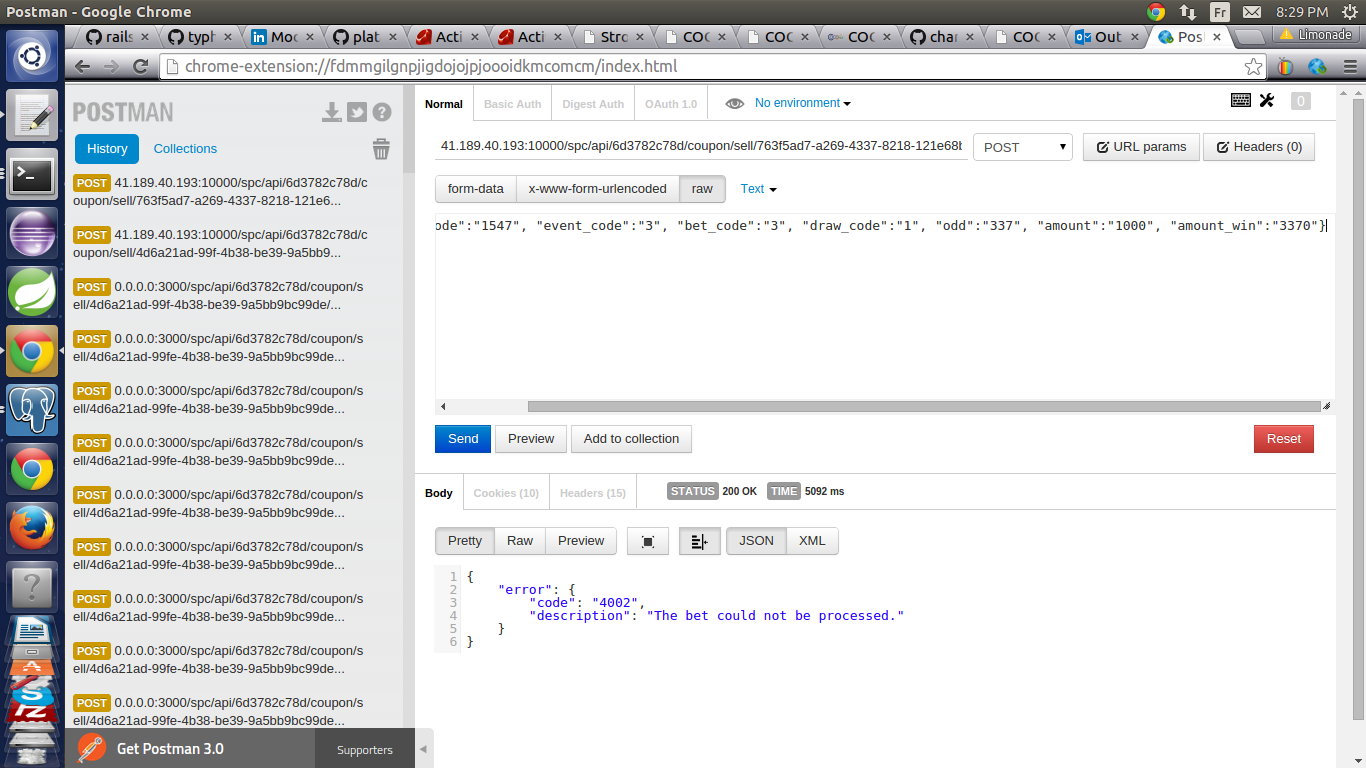 Postman - Google Chrome
Fr
8:29 PM
rails
typh
Moc
plat
Acti
Acti
Stro
COC
COC
COC
char
COC
Out
Pos
Limonade
chrome-extension://fdmmgilgnpjigdojojpjoooidkmcomcm/index.html
POSTMAN
History
Collections
POST 41.189.40.193:10000/spc/api/6d3782c78d/c
oupon/sell/763f5ad7-a269-4337-8218-121e6...
POST 41.189.40.193:10000/spc/api/6d3782c78d/c
oupon/sell/4d6a21ad-99f-4b38-be39-9a5bb9...
POST 0.0.0.0:3000/spc/api/6d3782c78d/coupon/s
ell/4d6a21ad-99f-4b38-be39-9a5bb9bc99de/...
POST 0.0.0.0:3000/spc/api/6d3782c78d/coupon/s
ell/4d6a21ad-99fe-4b38-be39-9a5bb9bc99de...
POST 0.0.0.0:3000/spc/api/6d3782c78d/coupon/s
ell/4d6a21ad-99fe-4b38-be39-9a5bb9bc99de...
POST 0.0.0.0:3000/spc/api/6d3782c78d/coupon/s
ell/4d6a21ad-99fe-4b38-be39-9a5bb9bc99de...
POST 0.0.0.0:3000/spc/api/6d3782c78d/coupon/s
ell/4d6a21ad-99fe-4b38-be39-9a5bb9bc99de...
POST 0.0.0.0:3000/spc/api/6d3782c78d/coupon/s
ell/4d6a21ad-99fe-4b38-be39-9a5bb9bc99de...
POST 0.0.0.0:3000/spc/api/6d3782c78d/coupon/s
ell/4d6a21ad-99fe-4b38-be39-9a5bb9bc99de...
POST 0.0.0.0:3000/spc/api/6d3782c78d/coupon/s
ell/4d6a21ad-99fe-4b38-be39-9a5bb9bc99de...
POST 0.0.0.0:3000/spc/api/6d3782c78d/coupon/s
ell/4d6a21ad-99fe-4b38-be39-9a5bb9bc99de...
Get Postman 3.0
Supporters
Normal
Basic Auth
Digest Auth
OAuth 1.0
No environment
0
41.189.40.193:10000/spc/api/6d3782c78d/coupon/sell/763f5ad7-a269-4337-8218-121e68b
POST
URL params
Headers (0)
form-data
x-www-form-urlencoded
raw
Text
ode":"1547", "event_code":"3", "bet_code":"3", "draw_code":"1", "odd":"337", "amount":"1000", "amount_win":"3370"}
Send
Preview
Add to collection
Reset
Body
Cookies (10)
Headers (15)
STATUS 200 OK
TIME 5092 ms
Pretty
Raw
Preview
JSON
XML
1 {
2 "error": {
3 "code": "4002",
4 "description": "The bet could not be processed."
5 }
6 }